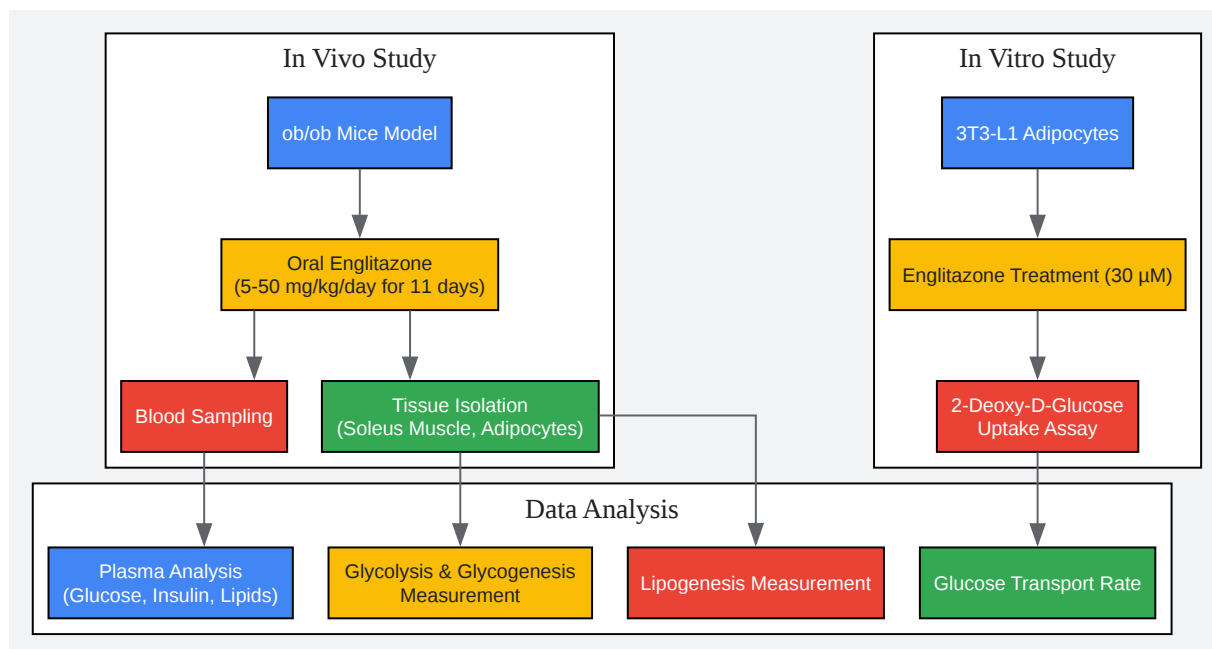 In Vivo Study
ob/ob Mice Model
Oral Englitazone
(5-50 mg/kg/day for 11 days)
Blood Sampling
Tissue Isolation
(Soleus Muscle, Adipocytes)
In Vitro Study
3T3-L1 Adipocytes
Englitazone Treatment (30 µM)
2-Deoxy-D-Glucose
Uptake Assay
Data Analysis
Plasma Analysis
(Glucose, Insulin, Lipids)
Glycolysis & Glycogenesis
Measurement
Lipogenesis Measurement
Glucose Transport Rate